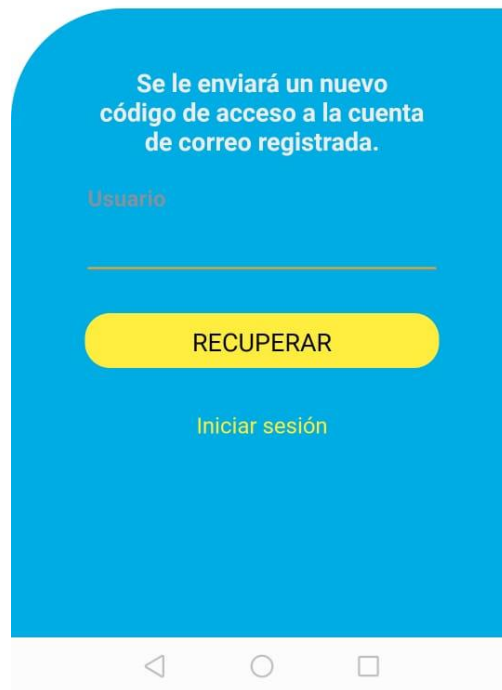 Se le enviará un nuevo
código de acceso a la cuenta
de correo registrada.
Usuario
RECUPERAR
Iniciar sesión